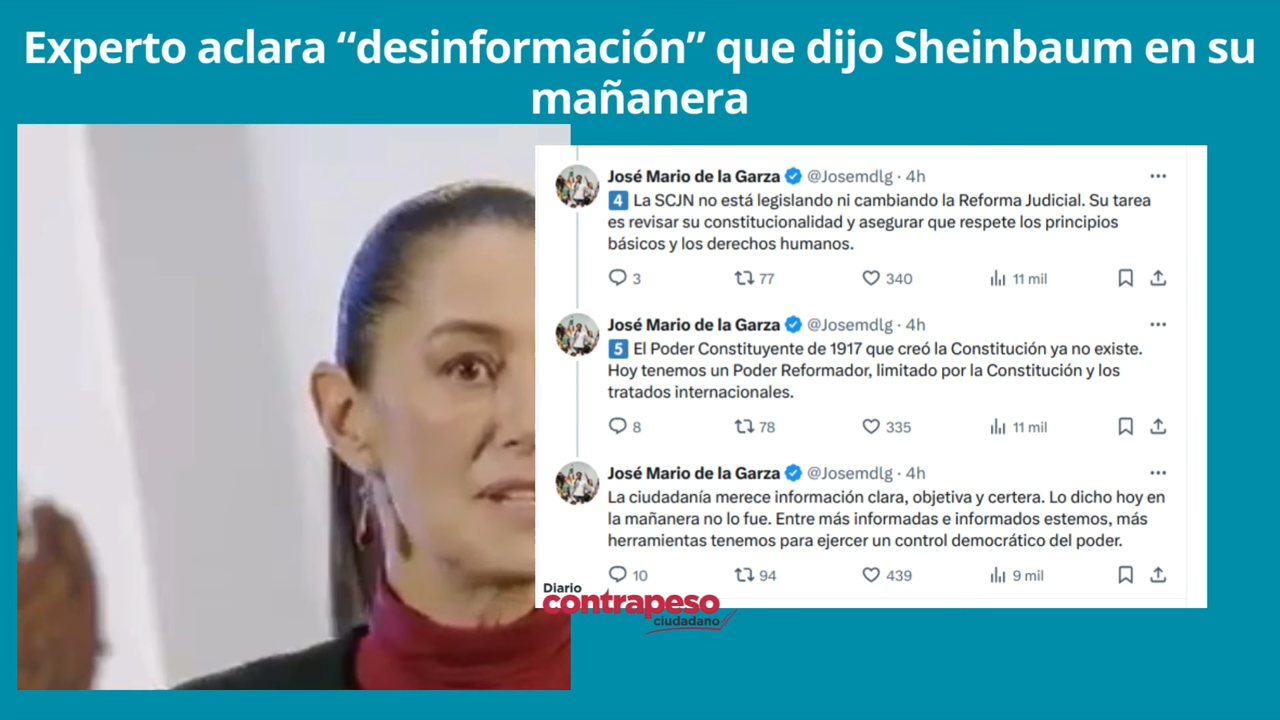 Experto aclara “desinformación” que dijo Sheinbaum en su
mañanera
José Mario de la Garza @Josemdlg · 4h
4 La SCJN no está legislando ni cambiando la Reforma Judicial. Su tarea
es revisar su constitucionalidad y asegurar que respete los principios
básicos y los derechos humanos.
3 77 340 11 mil
José Mario de la Garza @Josemdlg · 4h
5 El Poder Constituyente de 1917 que creó la Constitución ya no existe.
Hoy tenemos un Poder Reformador, limitado por la Constitución y los
tratados internacionales.
8 78 335 11 mil
José Mario de la Garza @Josemdlg · 4h
La ciudadanía merece información clara, objetiva y certera. Lo dicho hoy en
la mañanera no lo fue. Entre más informadas e informados estemos, más
herramientas tenemos para ejercer un control democrático del poder.
10 94 439 9 mil
Diario
contrapeso
ciudadano